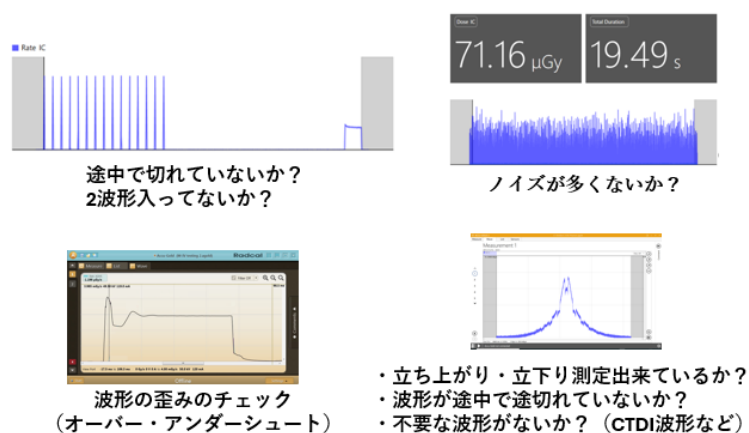 Rate IC
途中で切れていないか？
2波形入ってないか？
Dose IC
Total Duration
71.16 μGy
19.49 s
ノイズが多くないか？
Radcal
波形の歪みのチェック
（オーバー・アンダーシュート）
Measurement 1
・立ち上がり・立下り測定出来ているか？
・波形が途中で途切れていないか？
・不要な波形がないか？（CTDI波形など）